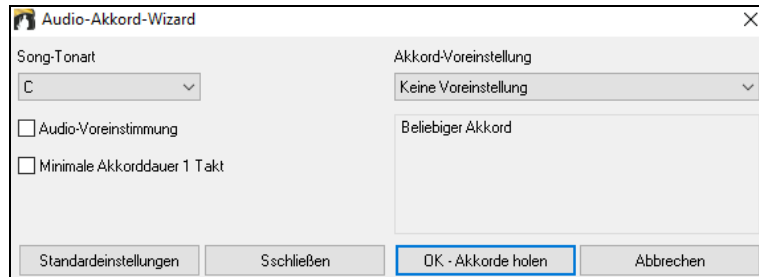 Audio-Akkord-Wizard
Song-Tonart
C
Akkord-Voreinstellung
Keine Voreinstellung
Audio-Voreinstimmung
Beliebiger Akkord
Minimale Akkorddauer 1 Takt
Standardeinstellungen
Sschließen
OK - Akkorde holen
Abbrechen